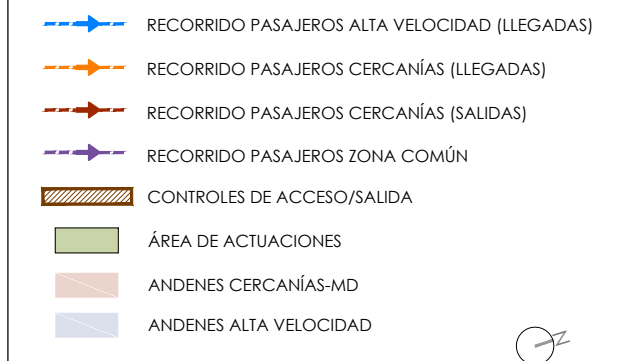 RECORRIDO PASAJEROS ALTA VELOCIDAD (LLEGADAS)
RECORRIDO PASAJEROS CERCANÍAS (LLEGADAS)
RECORRIDO PASAJEROS CERCANÍAS (SALIDAS)
RECORRIDO PASAJEROS ZONA COMÚN
CONTROLES DE ACCESO/SALIDA
ÁREA DE ACTUACIONES
ANDENES CERCANÍAS-MD
ANDENES ALTA VELOCIDAD
N